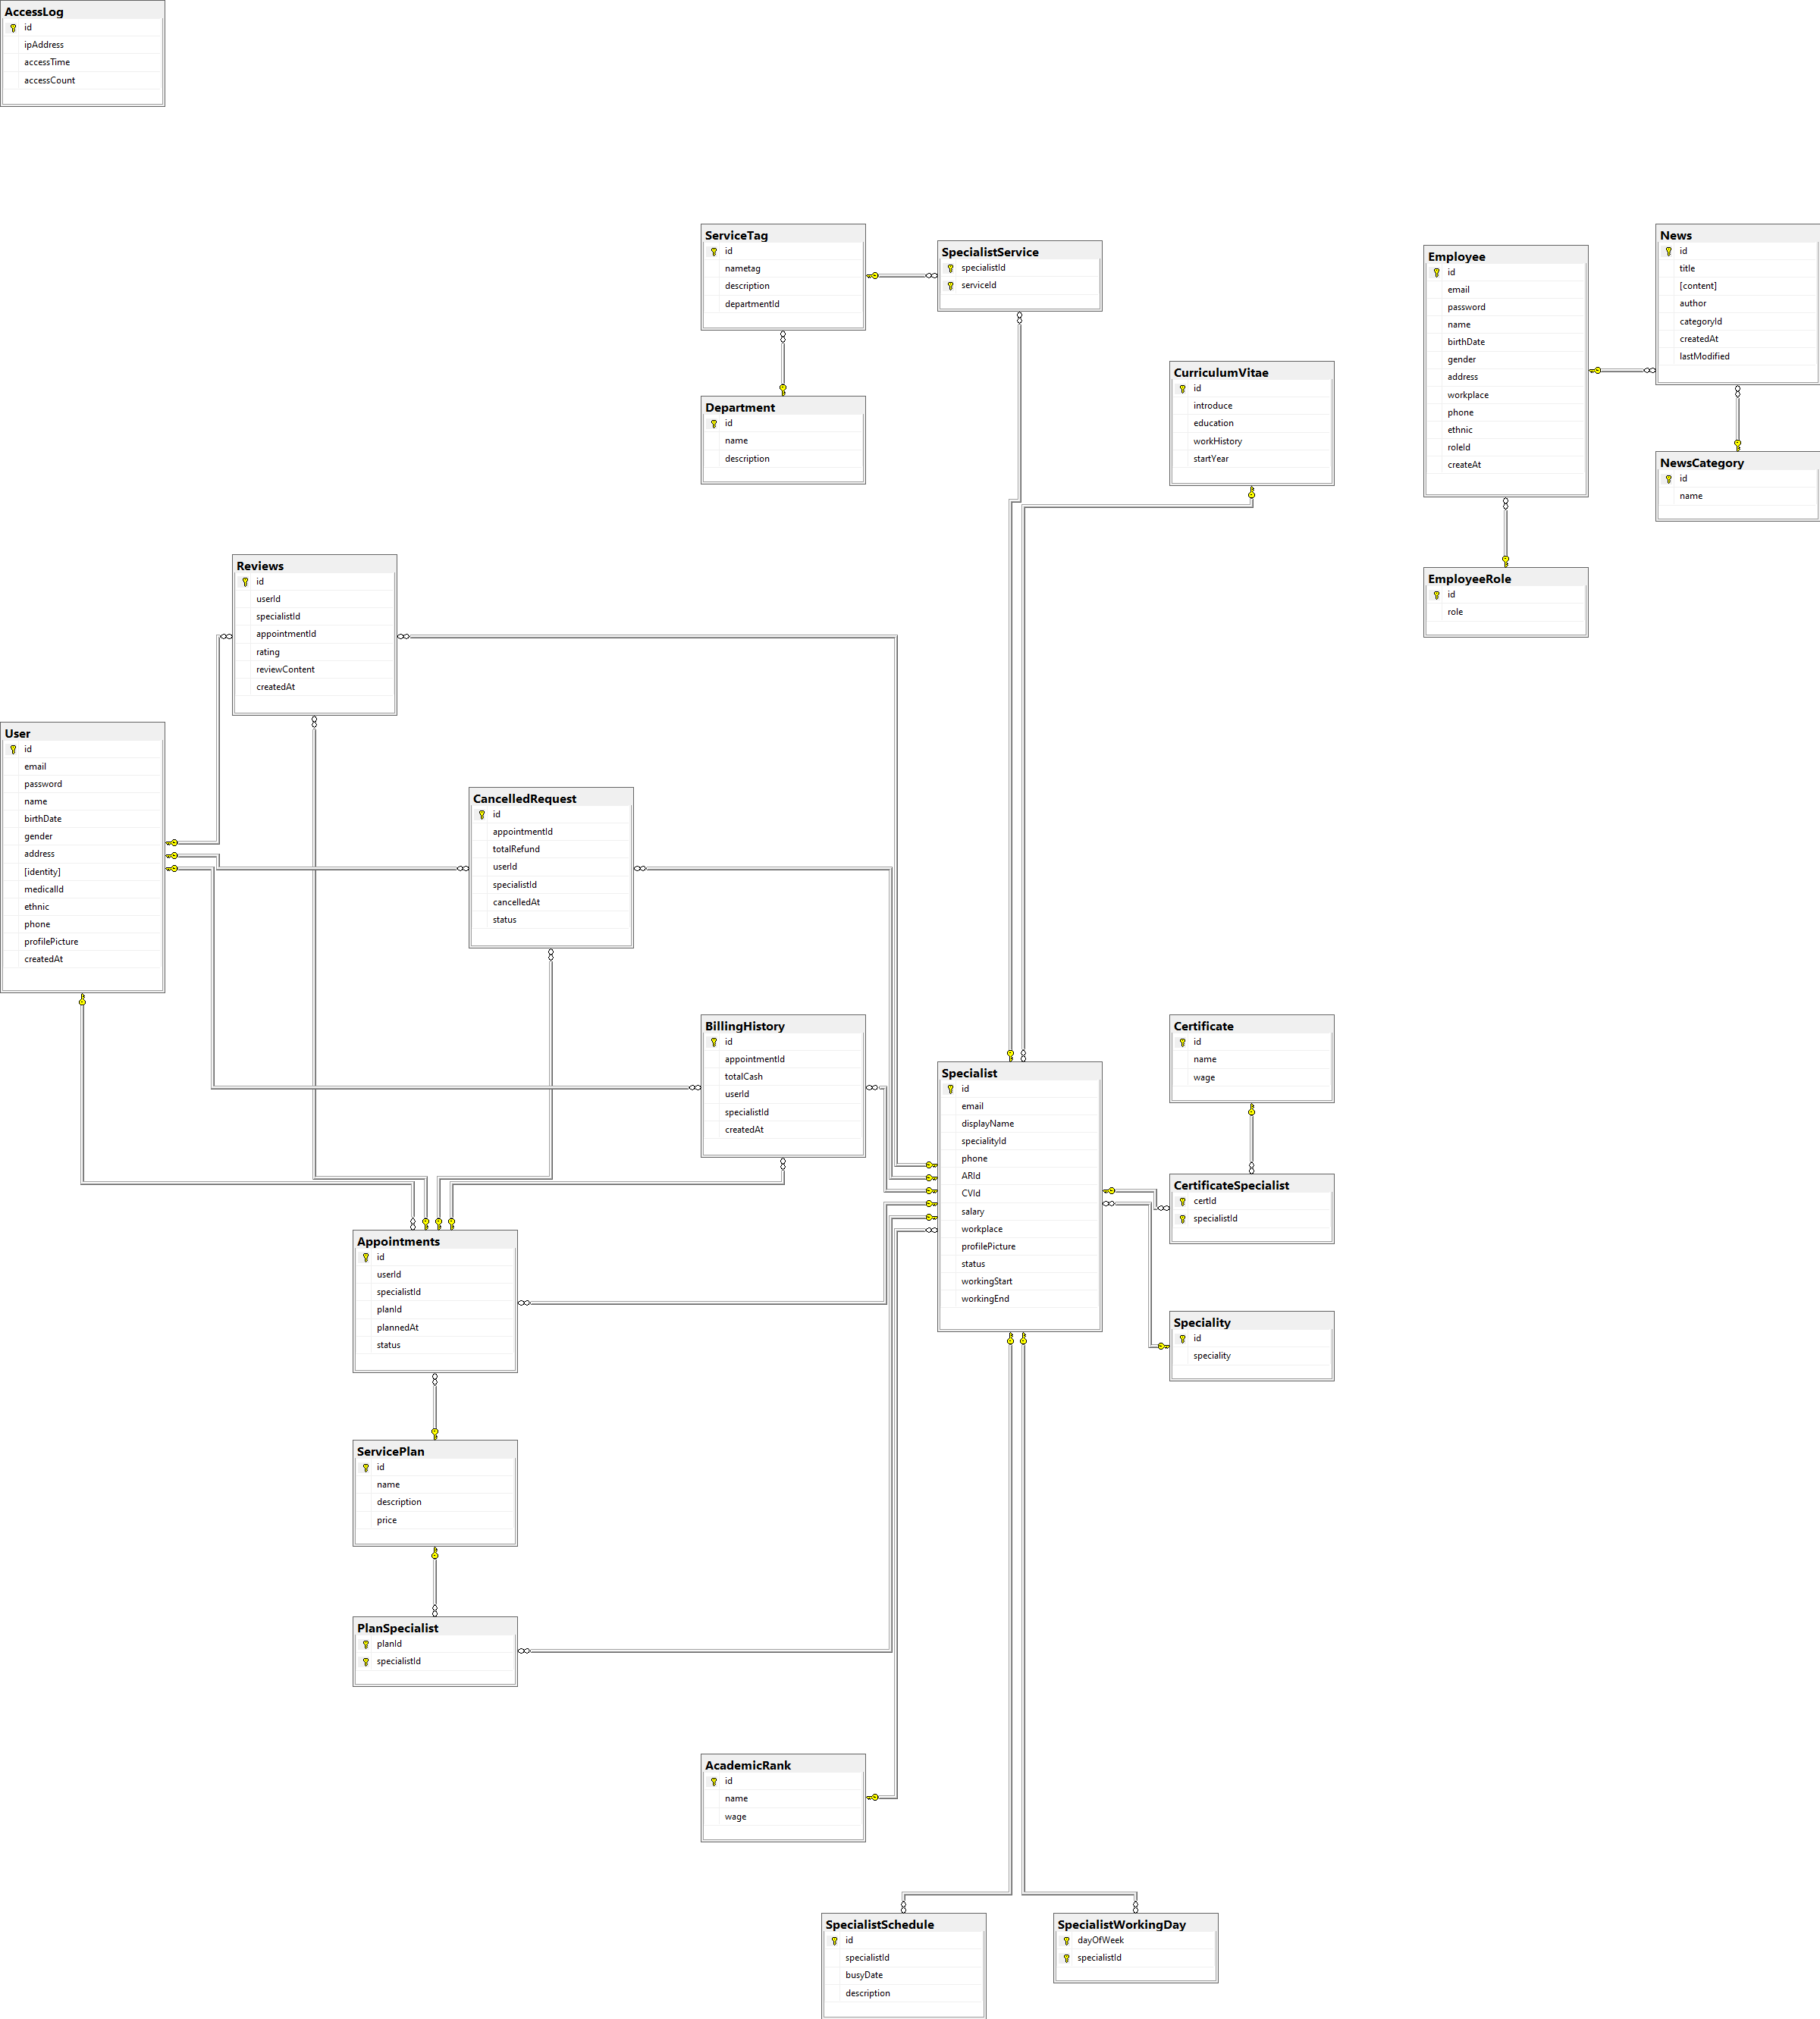 AccessLog
id
ipAddress
accessTime
accessCount
ServiceTag
id
nametag
description
departmentId
SpecialistService
specialistId
serviceId
Employee
id
email
password
name
birthDate
gender
address
workplace
phone
ethnic
roleId
createAt
News
id
title
[content]
author
categoryId
createdAt
lastModified
CurriculumVitae
id
introduce
education
workHistory
startYear
Department
id
name
description
NewsCategory
id
name
EmployeeRole
id
role
Reviews
id
userId
specialistId
appointmentId
rating
reviewContent
createdAt
User
id
email
password
name
birthDate
gender
address
[identity]
medicalId
ethnic
phone
profilePicture
createdAt
CancelledRequest
id
appointmentId
totalRefund
userId
specialistId
cancelledAt
status
BillingHistory
id
appointmentId
totalCash
userId
specialistId
createdAt
Specialist
id
email
displayName
specialityId
phone
ARId
CVId
salary
workplace
profilePicture
status
workingStart
workingEnd
Certificate
id
name
wage
CertificateSpecialist
certId
specialistId
Speciality
id
speciality
Appointments
id
userId
specialistId
planId
plannedAt
status
ServicePlan
id
name
description
price
PlanSpecialist
planId
specialistId
AcademicRank
id
name
wage
SpecialistSchedule
id
specialistId
busyDate
description
SpecialistWorkingDay
dayOfWeek
specialistId